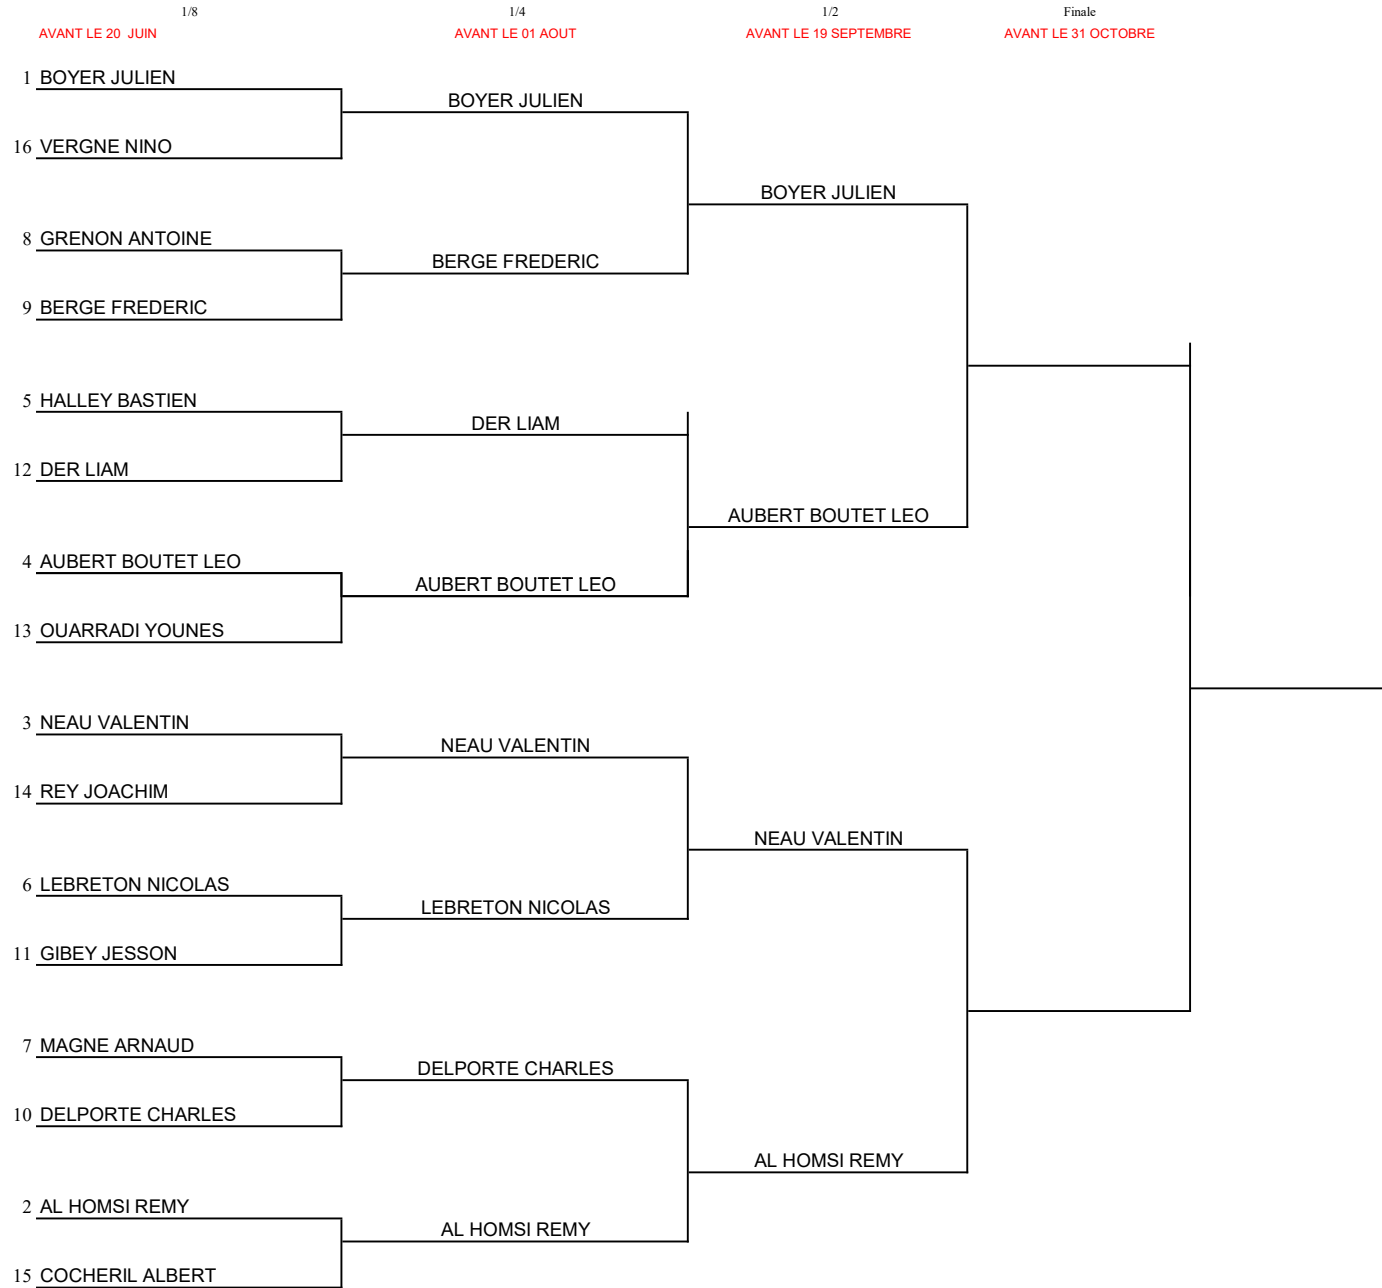 1/8 1/4 1/2 Finale
AVANT LE 20 JUIN AVANT LE 01 AOUT AVANT LE 19 SEPTEMBRE AVANT LE 31 OCTOBRE
1 BOYER JULIEN
BOYER JULIEN
16 VERGNE NINO
BOYER JULIEN
8 GRENON ANTOINE
BERGE FREDERIC
9 BERGE FREDERIC
5 HALLEY BASTIEN
DER LIAM
12 DER LIAM
AUBERT BOUTET LEO
4 AUBERT BOUTET LEO
AUBERT BOUTET LEO
13 OUARRADI YOUNES
3 NEAU VALENTIN
NEAU VALENTIN
14 REY JOACHIM
NEAU VALENTIN
6 LEBRETON NICOLAS
LEBRETON NICOLAS
11 GIBEY JESSON
7 MAGNE ARNAUD
DELPORTE CHARLES
10 DELPORTE CHARLES
AL HOMSI REMY
2 AL HOMSI REMY
AL HOMSI REMY
15 COCHERIL ALBERT